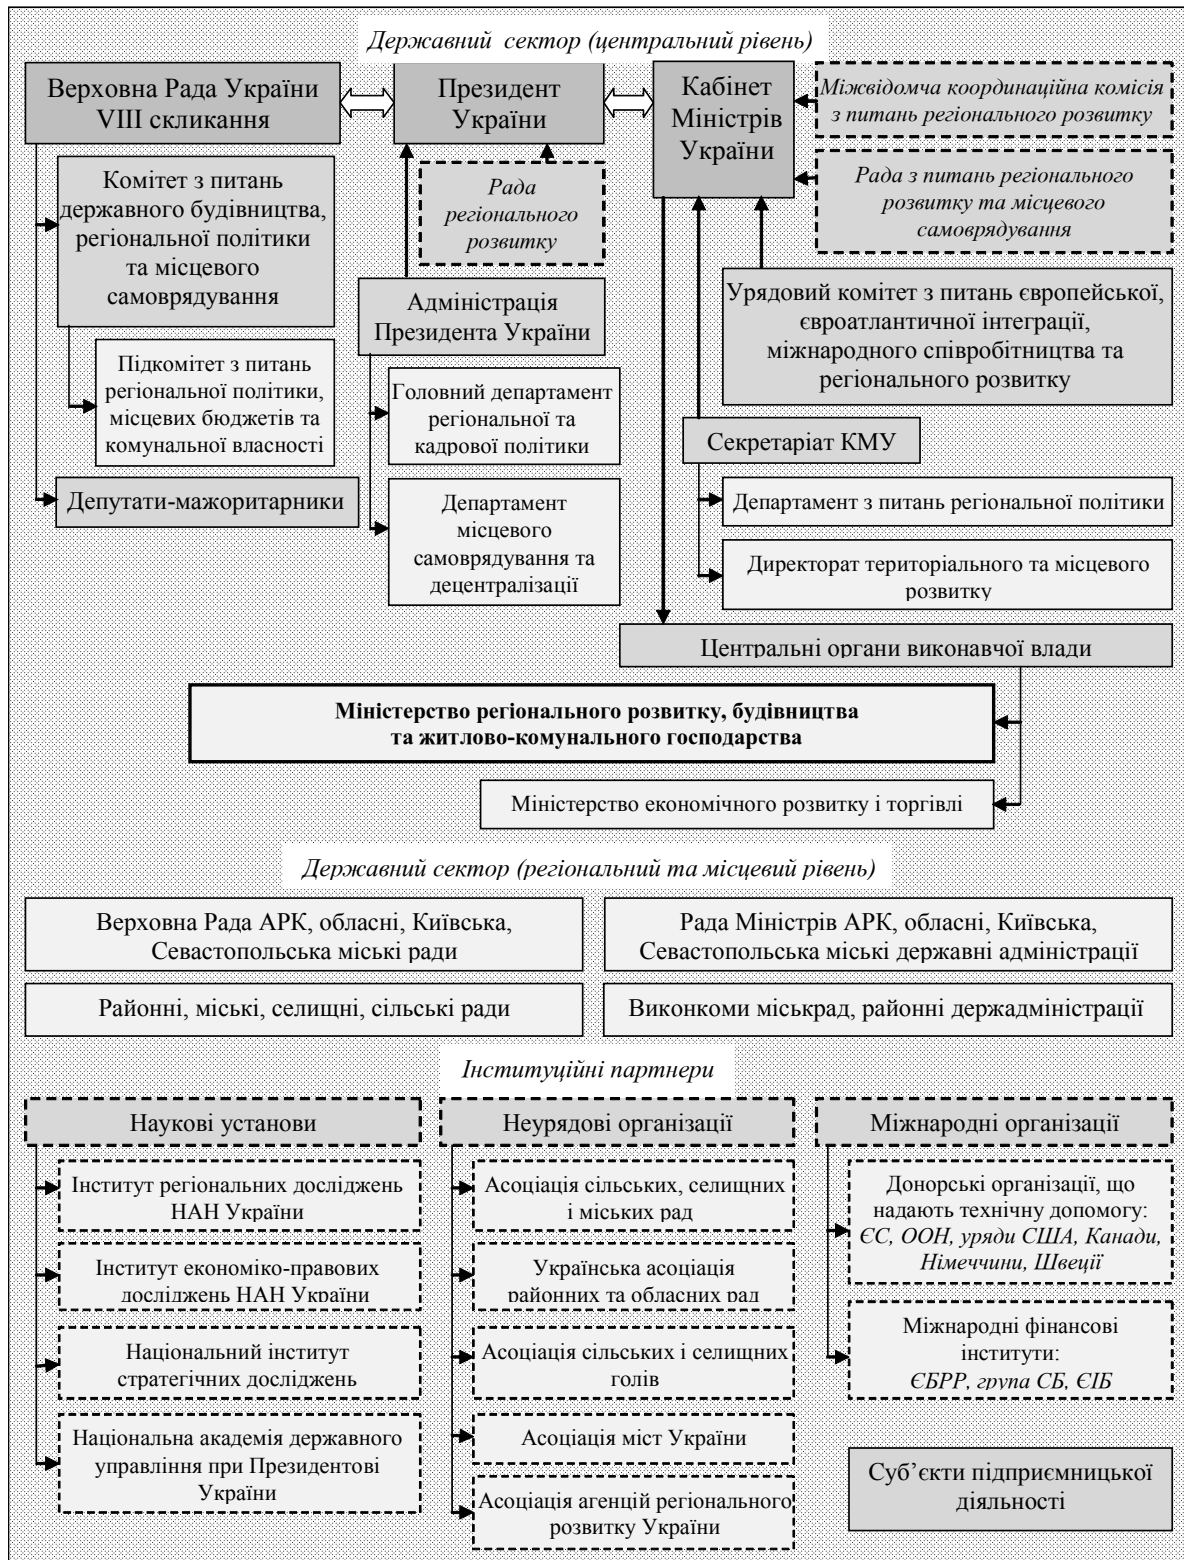 Державний сектор (центральний рівень)
Верховна Рада України
VIII скликання
Президент
України
Кабінет
Міністрів
України
Міжвідомча координаційна комісія
з питань регіонального розвитку
Рада з питань регіонального
розвитку та місцевого
самоврядування
Комітет з питань
державного будівництва,
регіональної політики
та місцевого
самоврядування
Рада
регіонального
розвитку
Адміністрація
Президента України
Урядовий комітет з питань європейської,
євроатлантичної інтеграції,
міжнародного співробітництва та
регіонального розвитку
Підкомітет з питань
регіональної політики,
місцевих бюджетів та
комунальної власності
Головний департамент
регіональної та
кадрової політики
Секретаріат КМУ
Депутати-мажоритарники
Департамент
місцевого
самоврядування та
децентралізації
Департамент з питань регіональної політики
Директорат територіального та місцевого
розвитку
Центральні органи виконавчої влади
Міністерство регіонального розвитку, будівництва
та житлово-комунального господарства
Міністерство економічного розвитку і торгівлі
Державний сектор (регіональний та місцевий рівень)
Верховна Рада АРК, обласні, Київська,
Севастопольська міські ради
Рада Міністрів АРК, обласні, Київська,
Севастопольська міські державні адміністрації
Районні, міські, селищні, сільські ради
Виконкоми міськрад, районні держадміністрації
Інституційні партнери
Наукові установи
Інститут регіональних досліджень
НАН України
Інститут економіко-правових
досліджень НАН України
Національний інститут
стратегічних досліджень
Національна академія державного
управління при Президентові
України
Неурядові організації
Асоціація сільських, селищних
і міських рад
Українська асоціація
районних та обласних рад
Асоціація сільських і селищних
голів
Асоціація міст України
Асоціація агенцій регіонального
розвитку України
Міжнародні організації
Донорські організації, що
надають технічну допомогу:
ЄС, ООН, уряди США, Канади,
Німеччини, Швеції
Міжнародні фінансові
інститути:
ЄБРР, група СБ, ЄІБ
Суб’єкти підприємницької
діяльності